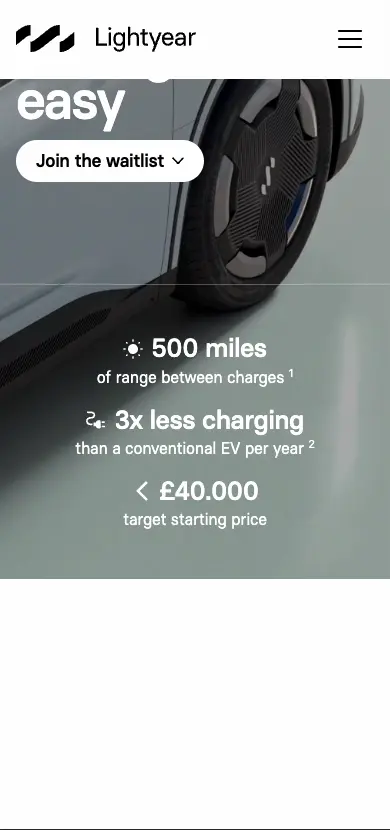 Lightyear
easy
Join the waitlist
500 miles
of range between charges 1
3x less charging
than a conventional EV per year 2
< £40.000
target starting price